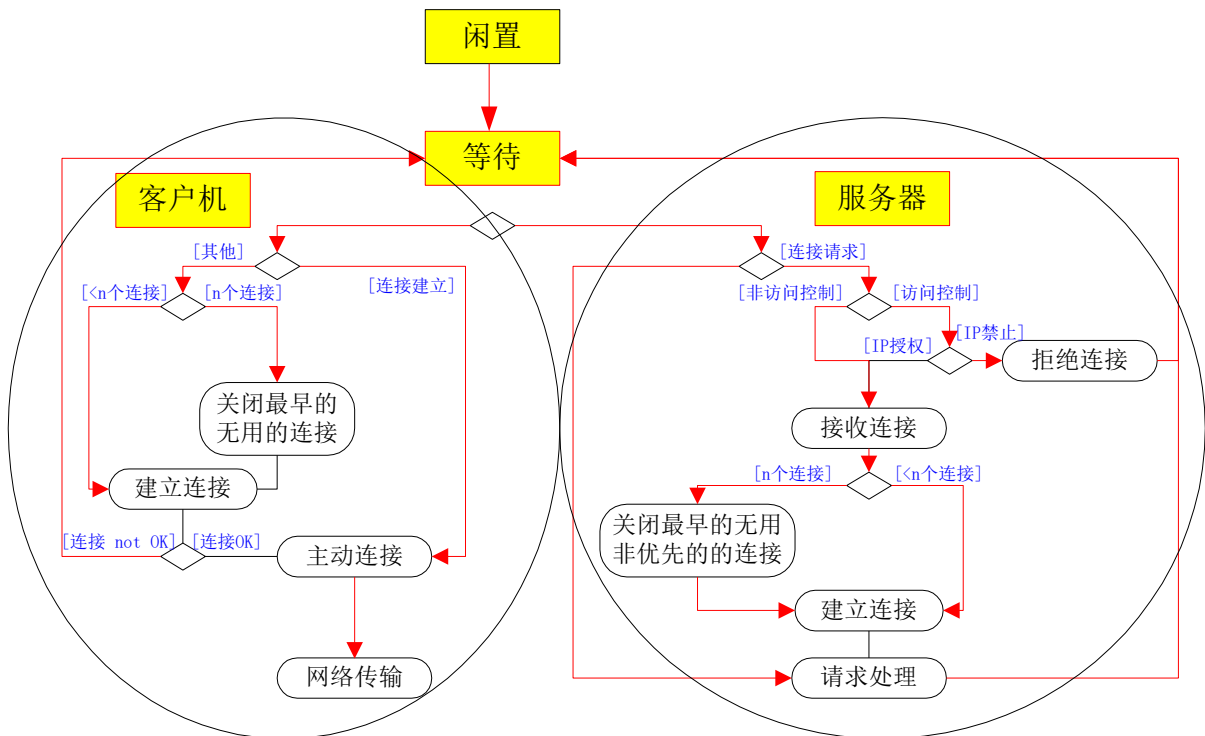 闲置
等待
客户机
服务器
[其他]
[连接请求]
[<n个连接]
[n个连接]
[连接建立]
[非访问控制]
[访问控制]
[IP授权]
[IP禁止]
拒绝连接
关闭最早的
无用的连接
接收连接
建立连接
[n个连接]
[<n个连接]
关闭最早的无用
非优先的的连接
[连接 not OK]
[连接OK]
主动连接
建立连接
网络传输
请求处理